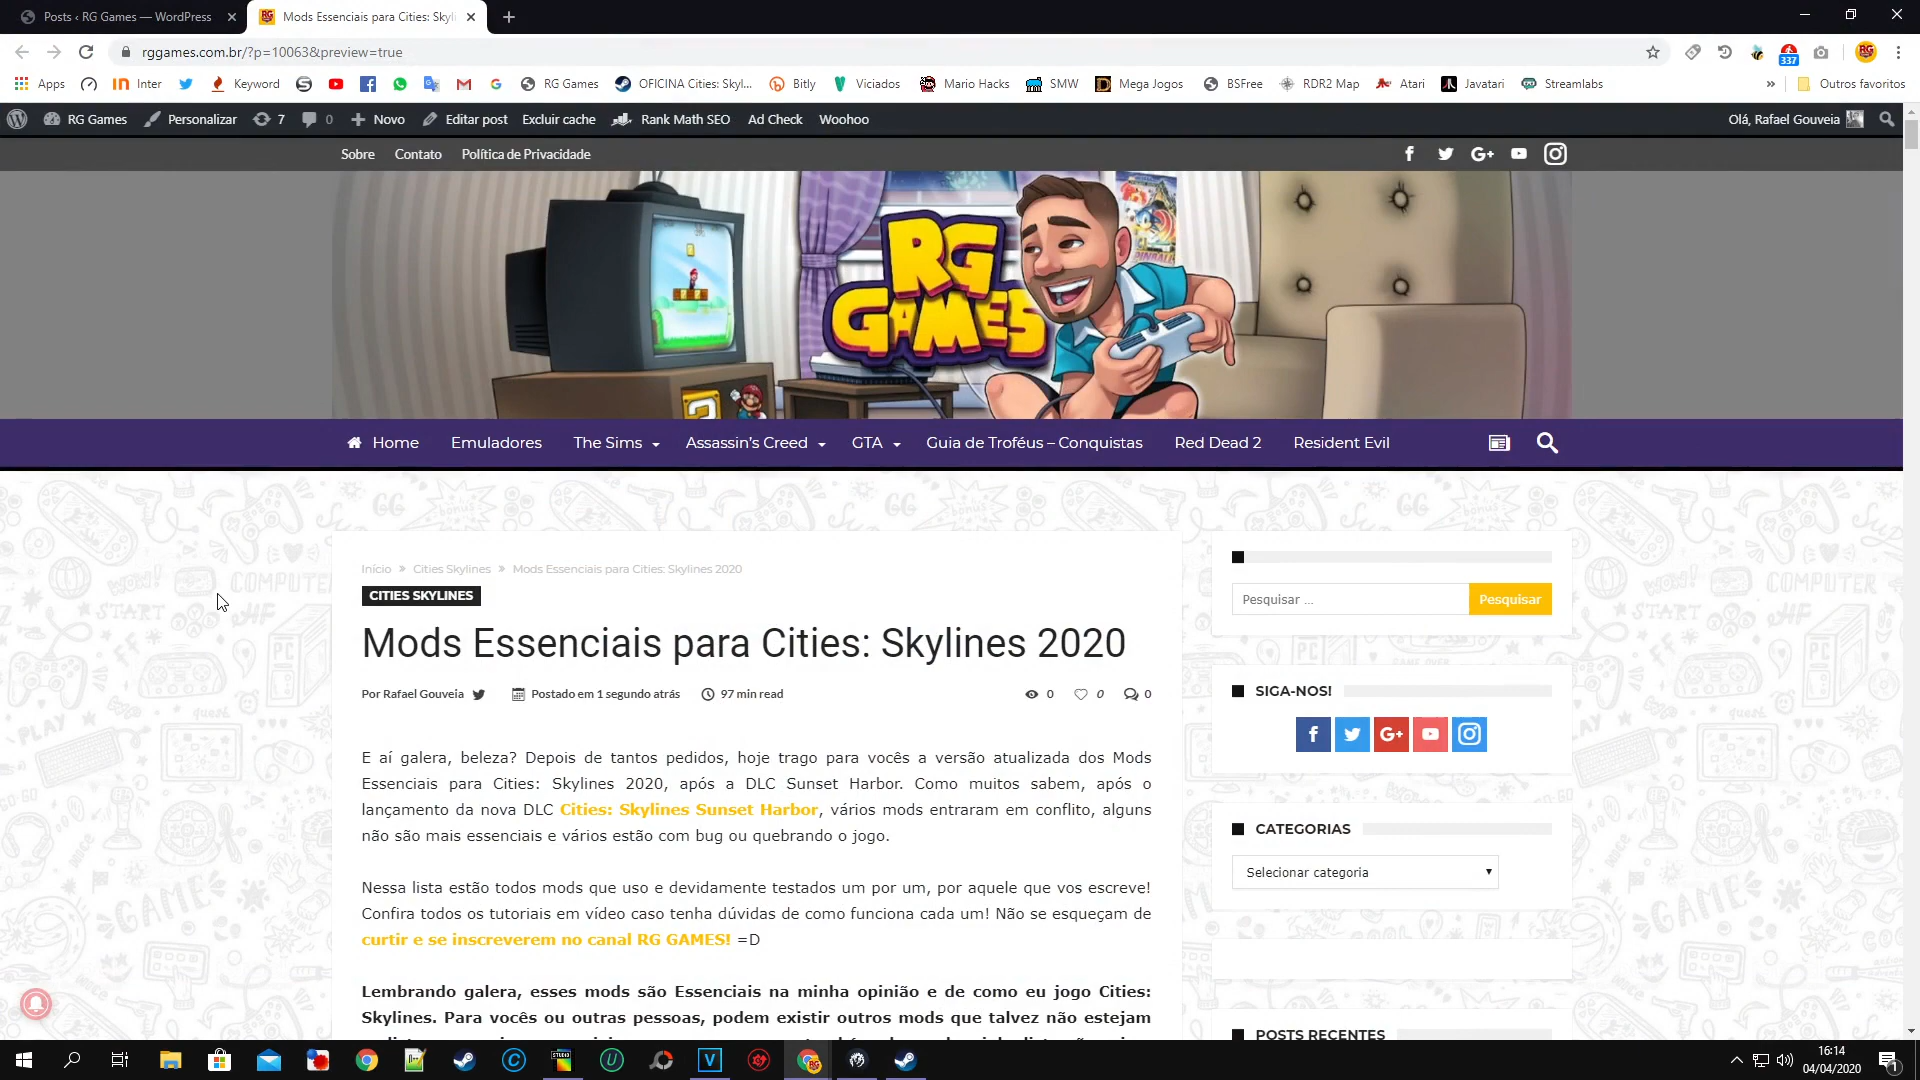 Posts ‹ RG Games — WordPress
Mods Essenciais para Cities: Skyli
rggames.com.br/?p=10063&preview=true
337
RG
Apps
Inter
Keyword
RG Games
OFICINA Cities: Skyl...
Bitly
Viciados
Mario Hacks
SMW
Mega Jogos
BSFree
RDR2 Map
Atari
Javatari
Streamlabs
»
Outros favoritos
RG Games
Personalizar
7
0
Novo
Editar post
Excluir cache
Rank Math SEO
Ad Check
Woohoo
Olá, Rafael Gouveia
Sobre
Contato
Política de Privacidade
G+
RG
GAMES
PINBALL
?
Home
Emuladores
The Sims
Assassin's Creed
GTA
Guia de Troféus – Conquistas
Red Dead 2
Resident Evil
Início » Cities Skylines » Mods Essenciais para Cities: Skylines 2020
CITIES SKYLINES
Mods Essenciais para Cities: Skylines 2020
Por Rafael Gouveia
Postado em 1 segundo atrás
97 min read
0
0
0
E aí galera, beleza? Depois de tantos pedidos, hoje trago para vocês a versão atualizada dos Mods
Essenciais para Cities: Skylines 2020, após a DLC Sunset Harbor. Como muitos sabem, após o
lançamento da nova DLC Cities: Skylines Sunset Harbor, vários mods entraram em conflito, alguns
não são mais essenciais e vários estão com bug ou quebrando o jogo.
Nessa lista estão todos mods que uso e devidamente testados um por um, por aquele que vos escreve!
Confira todos os tutoriais em vídeo caso tenha dúvidas de como funciona cada um! Não se esqueçam de
curtir e se inscreverem no canal RG GAMES! =D
Lembrando galera, esses mods são Essenciais na minha opinião e de como eu jogo Cities:
Skylines. Para vocês ou outras pessoas, podem existir outros mods que talvez não estejam
Pesquisar ...
Pesquisar
SIGA-NOS!
G+
CATEGORIAS
Selecionar categoria
POSTS RECENTES
16:14
04/04/2020
1